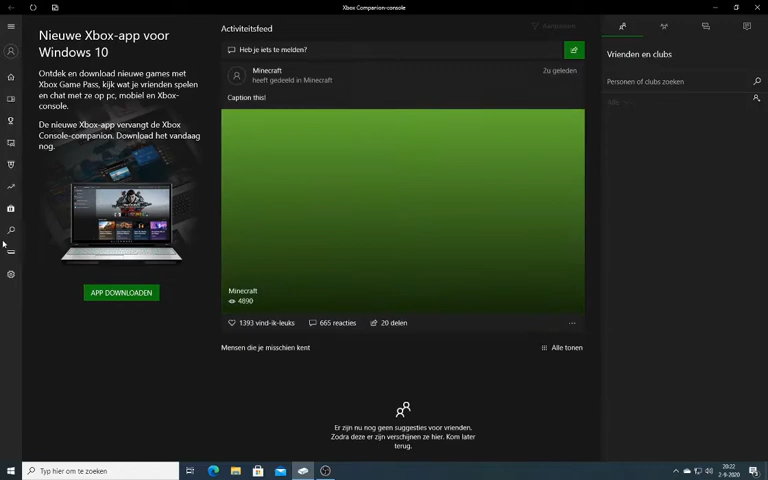 Xbox Companion-console
Nieuwe Xbox-app voor
Windows 10
Ontdek en download nieuwe games met
Xbox Game Pass, kijk wat je vrienden spelen
en chat met ze op pc, mobiel en Xbox-
console.
De nieuwe Xbox-app vervangt de Xbox
Console-companion. Download het vandaag
nog.
APP DOWNLOADEN
Activiteitsfeed
Heb je iets te melden?
Minecraft
heeft gedeeld in Minecraft
2u geleden
Caption this!
Minecraft
4890
1393 vind-ik-leuks
665 reacties
20 delen
Mensen die je misschien kent
Alle tonen
Er zijn nu nog geen suggesties voor vrienden.
Zodra deze er zijn verschijnen ze hier. Kom later
terug.
Vrienden en clubs
Personen of clubs zoeken
Alle
Typ hier om te zoeken
20:22
2-9-2020